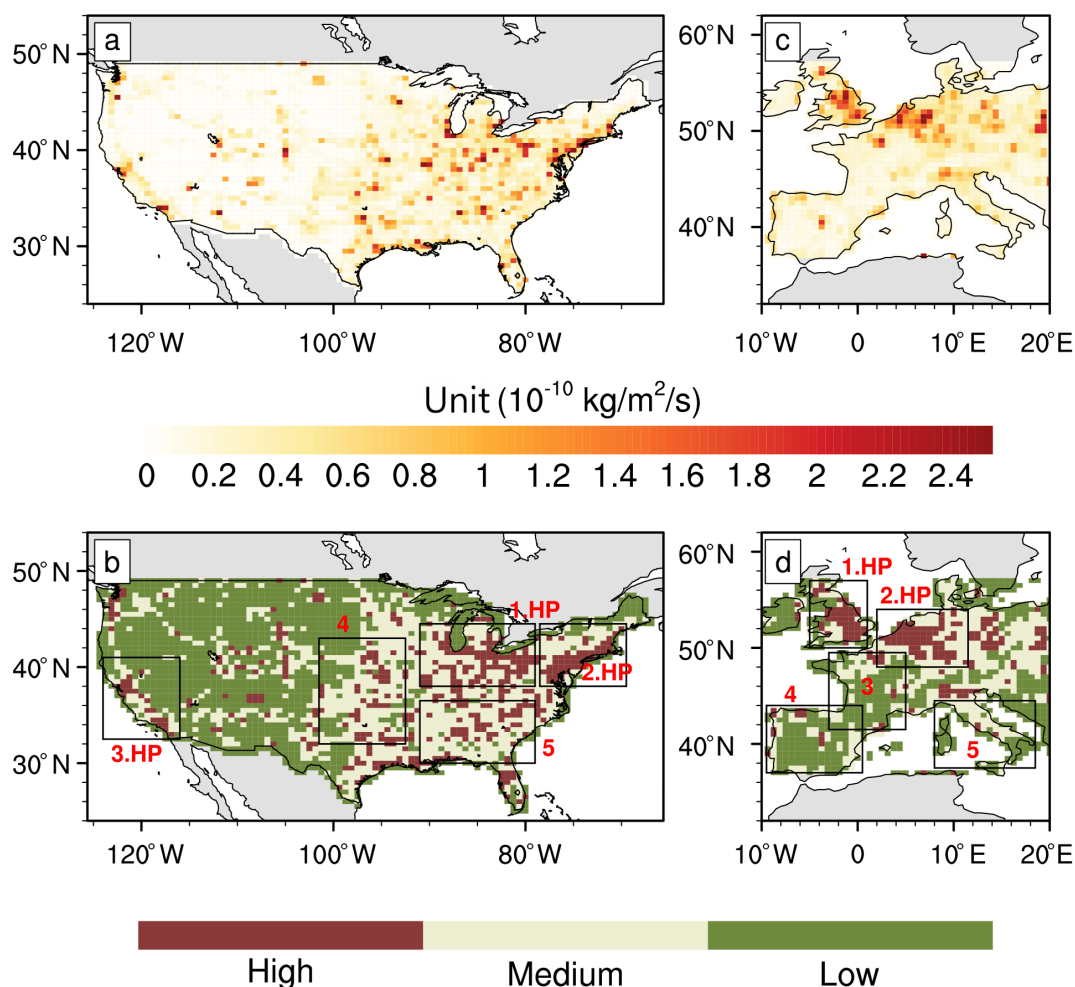 a
c
50°N
40°N
30°N
60°N
50°N
40°N
120°W 100°W 80°W
10°W 0 10°E 20°E
Unit (10⁻¹⁰ kg/m²/s)
0 0.2 0.4 0.6 0.8 1 1.2 1.4 1.6 1.8 2 2.2 2.4
b
d
50°N
40°N
30°N
60°N
50°N
40°N
1.HP
2.HP
3.HP
4
5
1.HP
2.HP
3
4
5
120°W 100°W 80°W
10°W 0 10°E 20°E
High Medium Low